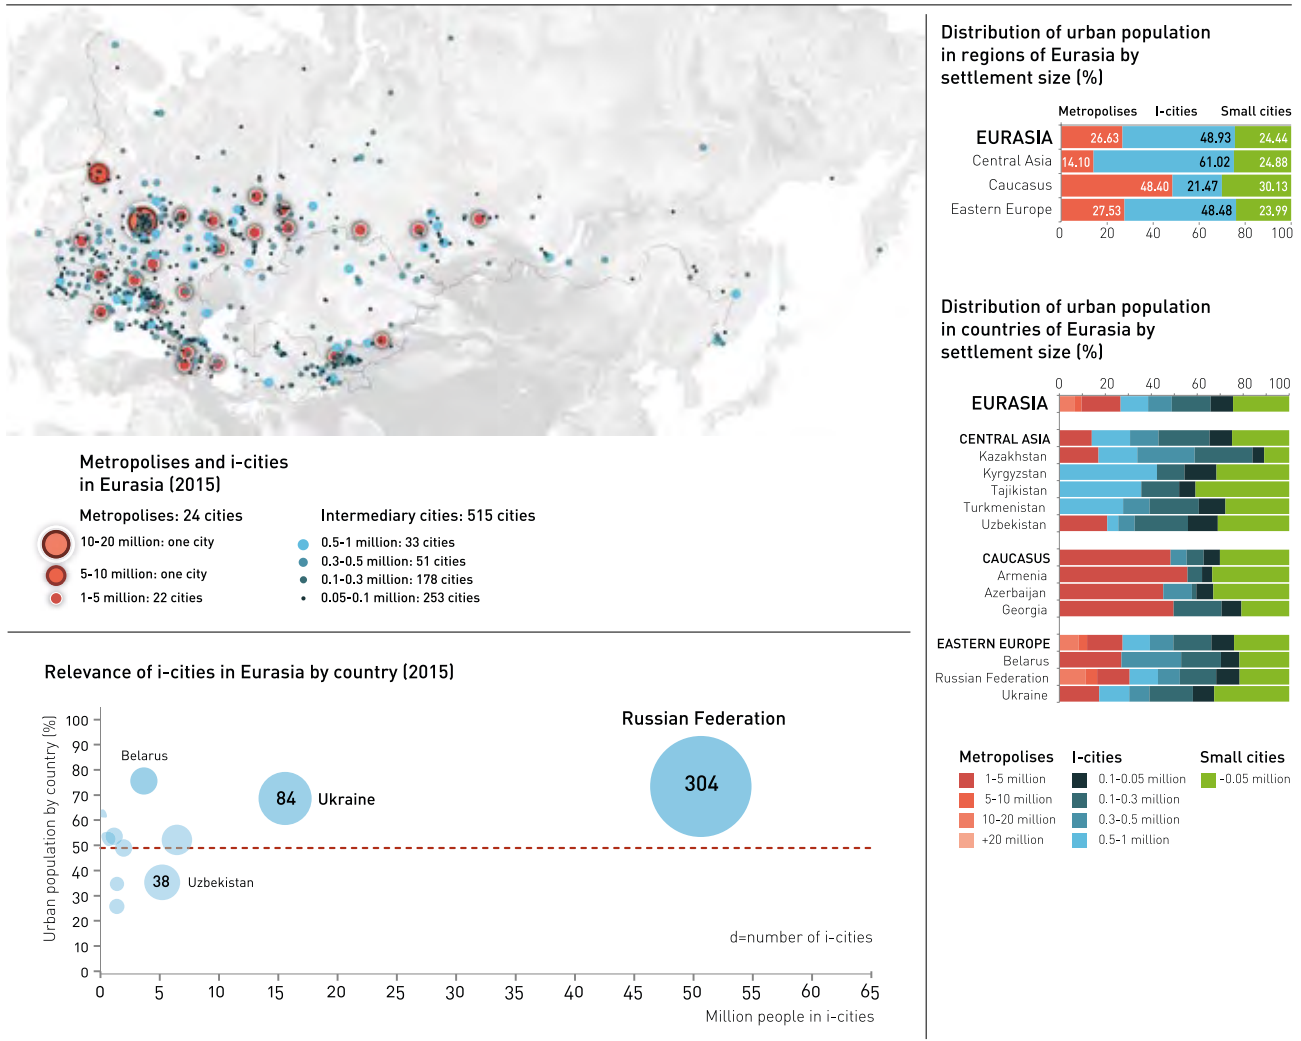 Metropolises and i-cities
in Eurasia (2015)
Metropolises: 24 cities
10-20 million: one city
5-10 million: one city
1-5 million: 22 cities
Intermediary cities: 515 cities
0.5-1 million: 33 cities
0.3-0.5 million: 51 cities
0.1-0.3 million: 178 cities
0.05-0.1 million: 253 cities
Relevance of i-cities in Eurasia by country (2015)
Urban population by country (%)
100
90
80
70
60
50
40
30
20
10
0
Belarus
84 Ukraine
Russian Federation
304
38 Uzbekistan
d=number of i-cities
0 5 10 15 20 25 30 35 40 45 50 55 60 65
Million people in i-cities
Distribution of urban population
in regions of Eurasia by
settlement size (%)
Metropolises I-cities Small cities
EURASIA 26.63 48.93 24.44
Central Asia 14.10 61.02 24.88
Caucasus 48.40 21.47 30.13
Eastern Europe 27.53 48.48 23,99
0 20 40 60 80 100
Distribution of urban population
in countries of Eurasia by
settlement size (%)
0 20 40 60 80 100
EURASIA
CENTRAL ASIA
Kazakhstan
Kyrgyzstan
Tajikistan
Turkmenistan
Uzbekistan
CAUCASUS
Armenia
Azerbaijan
Georgia
EASTERN EUROPE
Belarus
Russian Federation
Ukraine
Metropolises
1-5 million
5-10 million
10-20 million
+20 million
I-cities
0.1-0.05 million
0.1-0.3 million
0.3-0.5 million
0.5-1 million
Small cities
-0.05 million